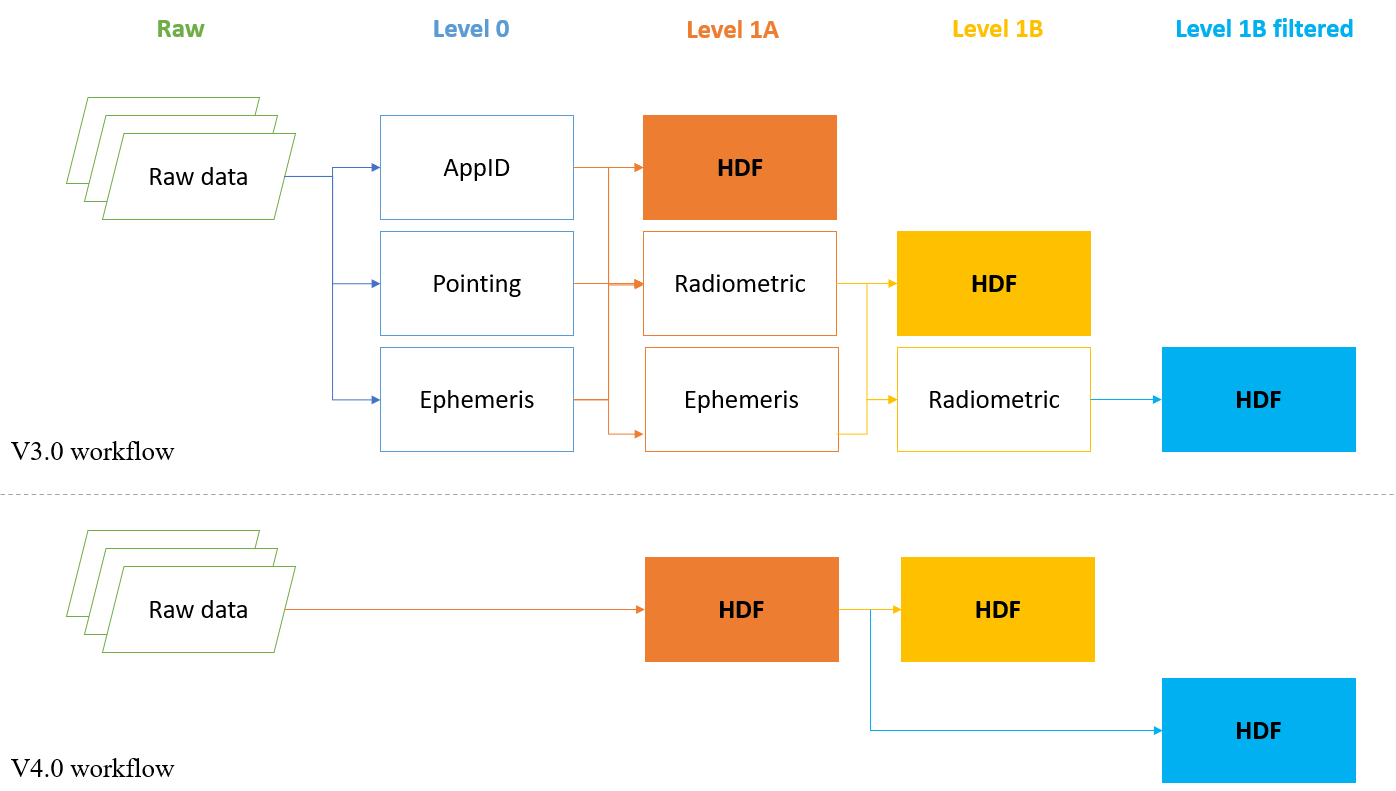 Raw
Level 0
Level 1A
Level 1B
Level 1B filtered
Raw data
AppID
HDF
Pointing
Radiometric
HDF
Ephemeris
Ephemeris
Radiometric
HDF
V3.0 workflow
Raw data
HDF
HDF
HDF
V4.0 workflow